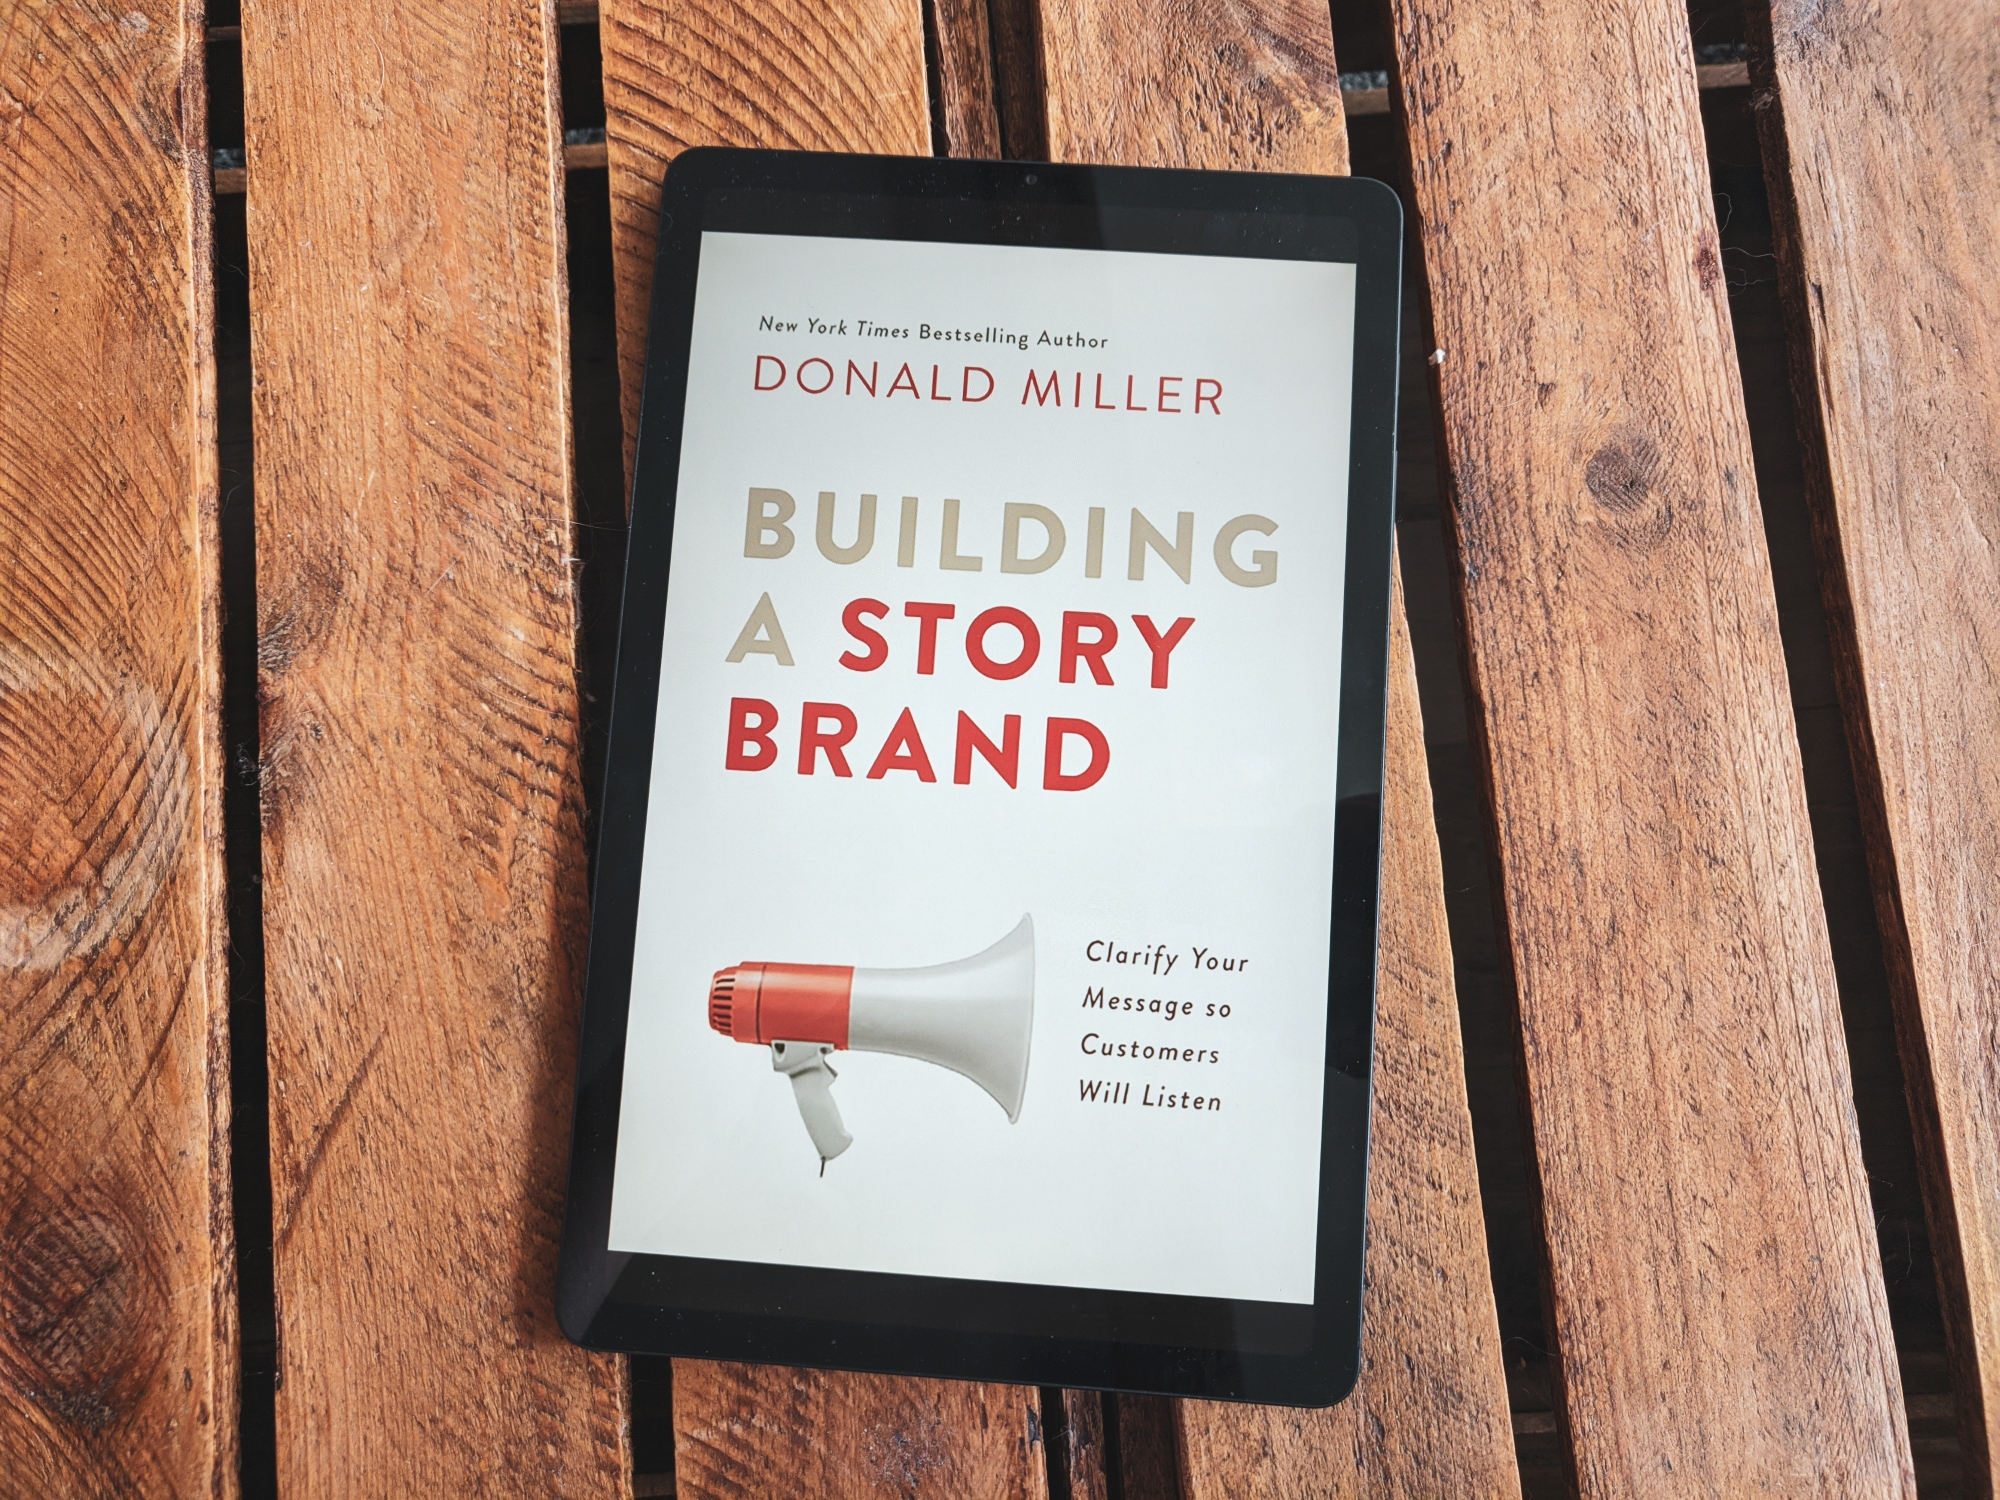 New York Times Bestselling Author
DONALD MILLER
BUILDING
A STORY
BRAND
Clarify Your
Message so
Customers
Will Listen